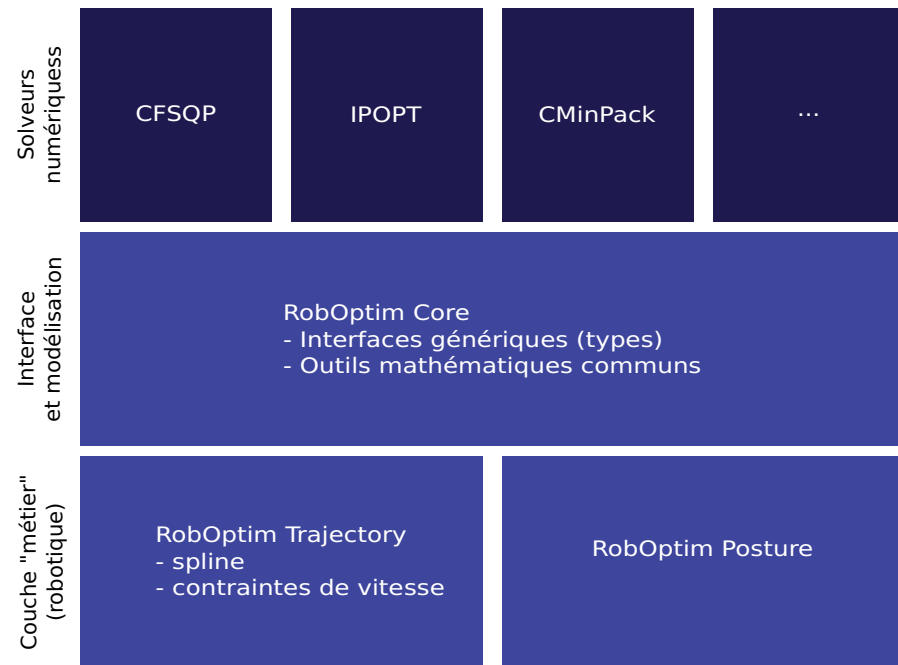 Solveurs
numériquess
CFSQP
IPOPT
CMinPack
...
Interface
et modélisation
RobOptim Core
- Interfaces génériques (types)
- Outils mathématiques communs
Couche "métier"
(robotique)
RobOptim Trajectory
- spline
- contraintes de vitesse
RobOptim Posture